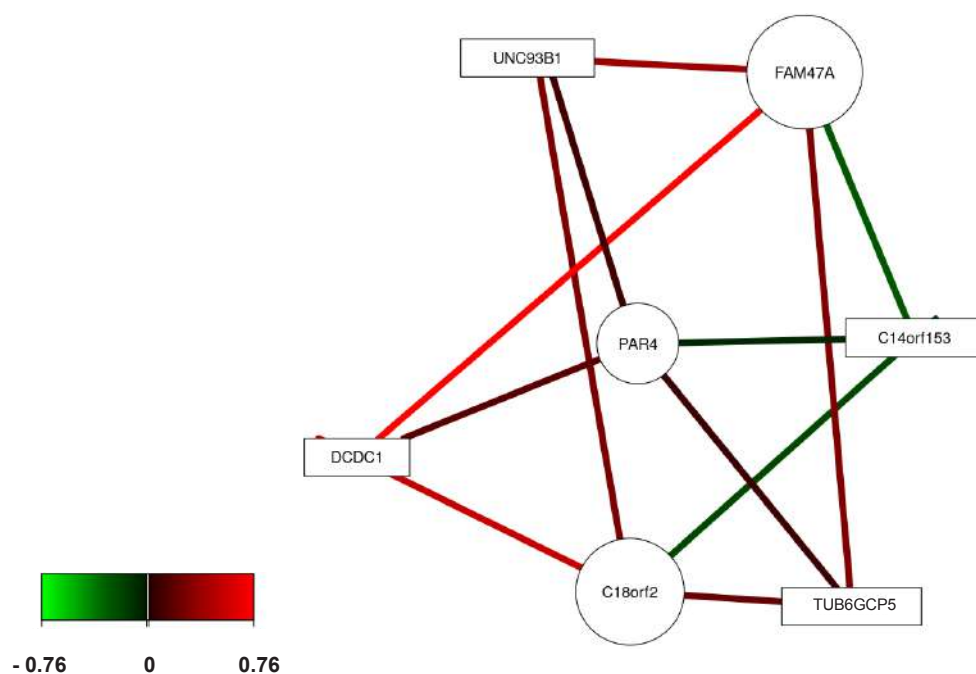 UNC93B1
FAM47A
PAR4
C14orf153
DCDC1
C18orf2
TUB6GCP5
- 0.76 0 0.76